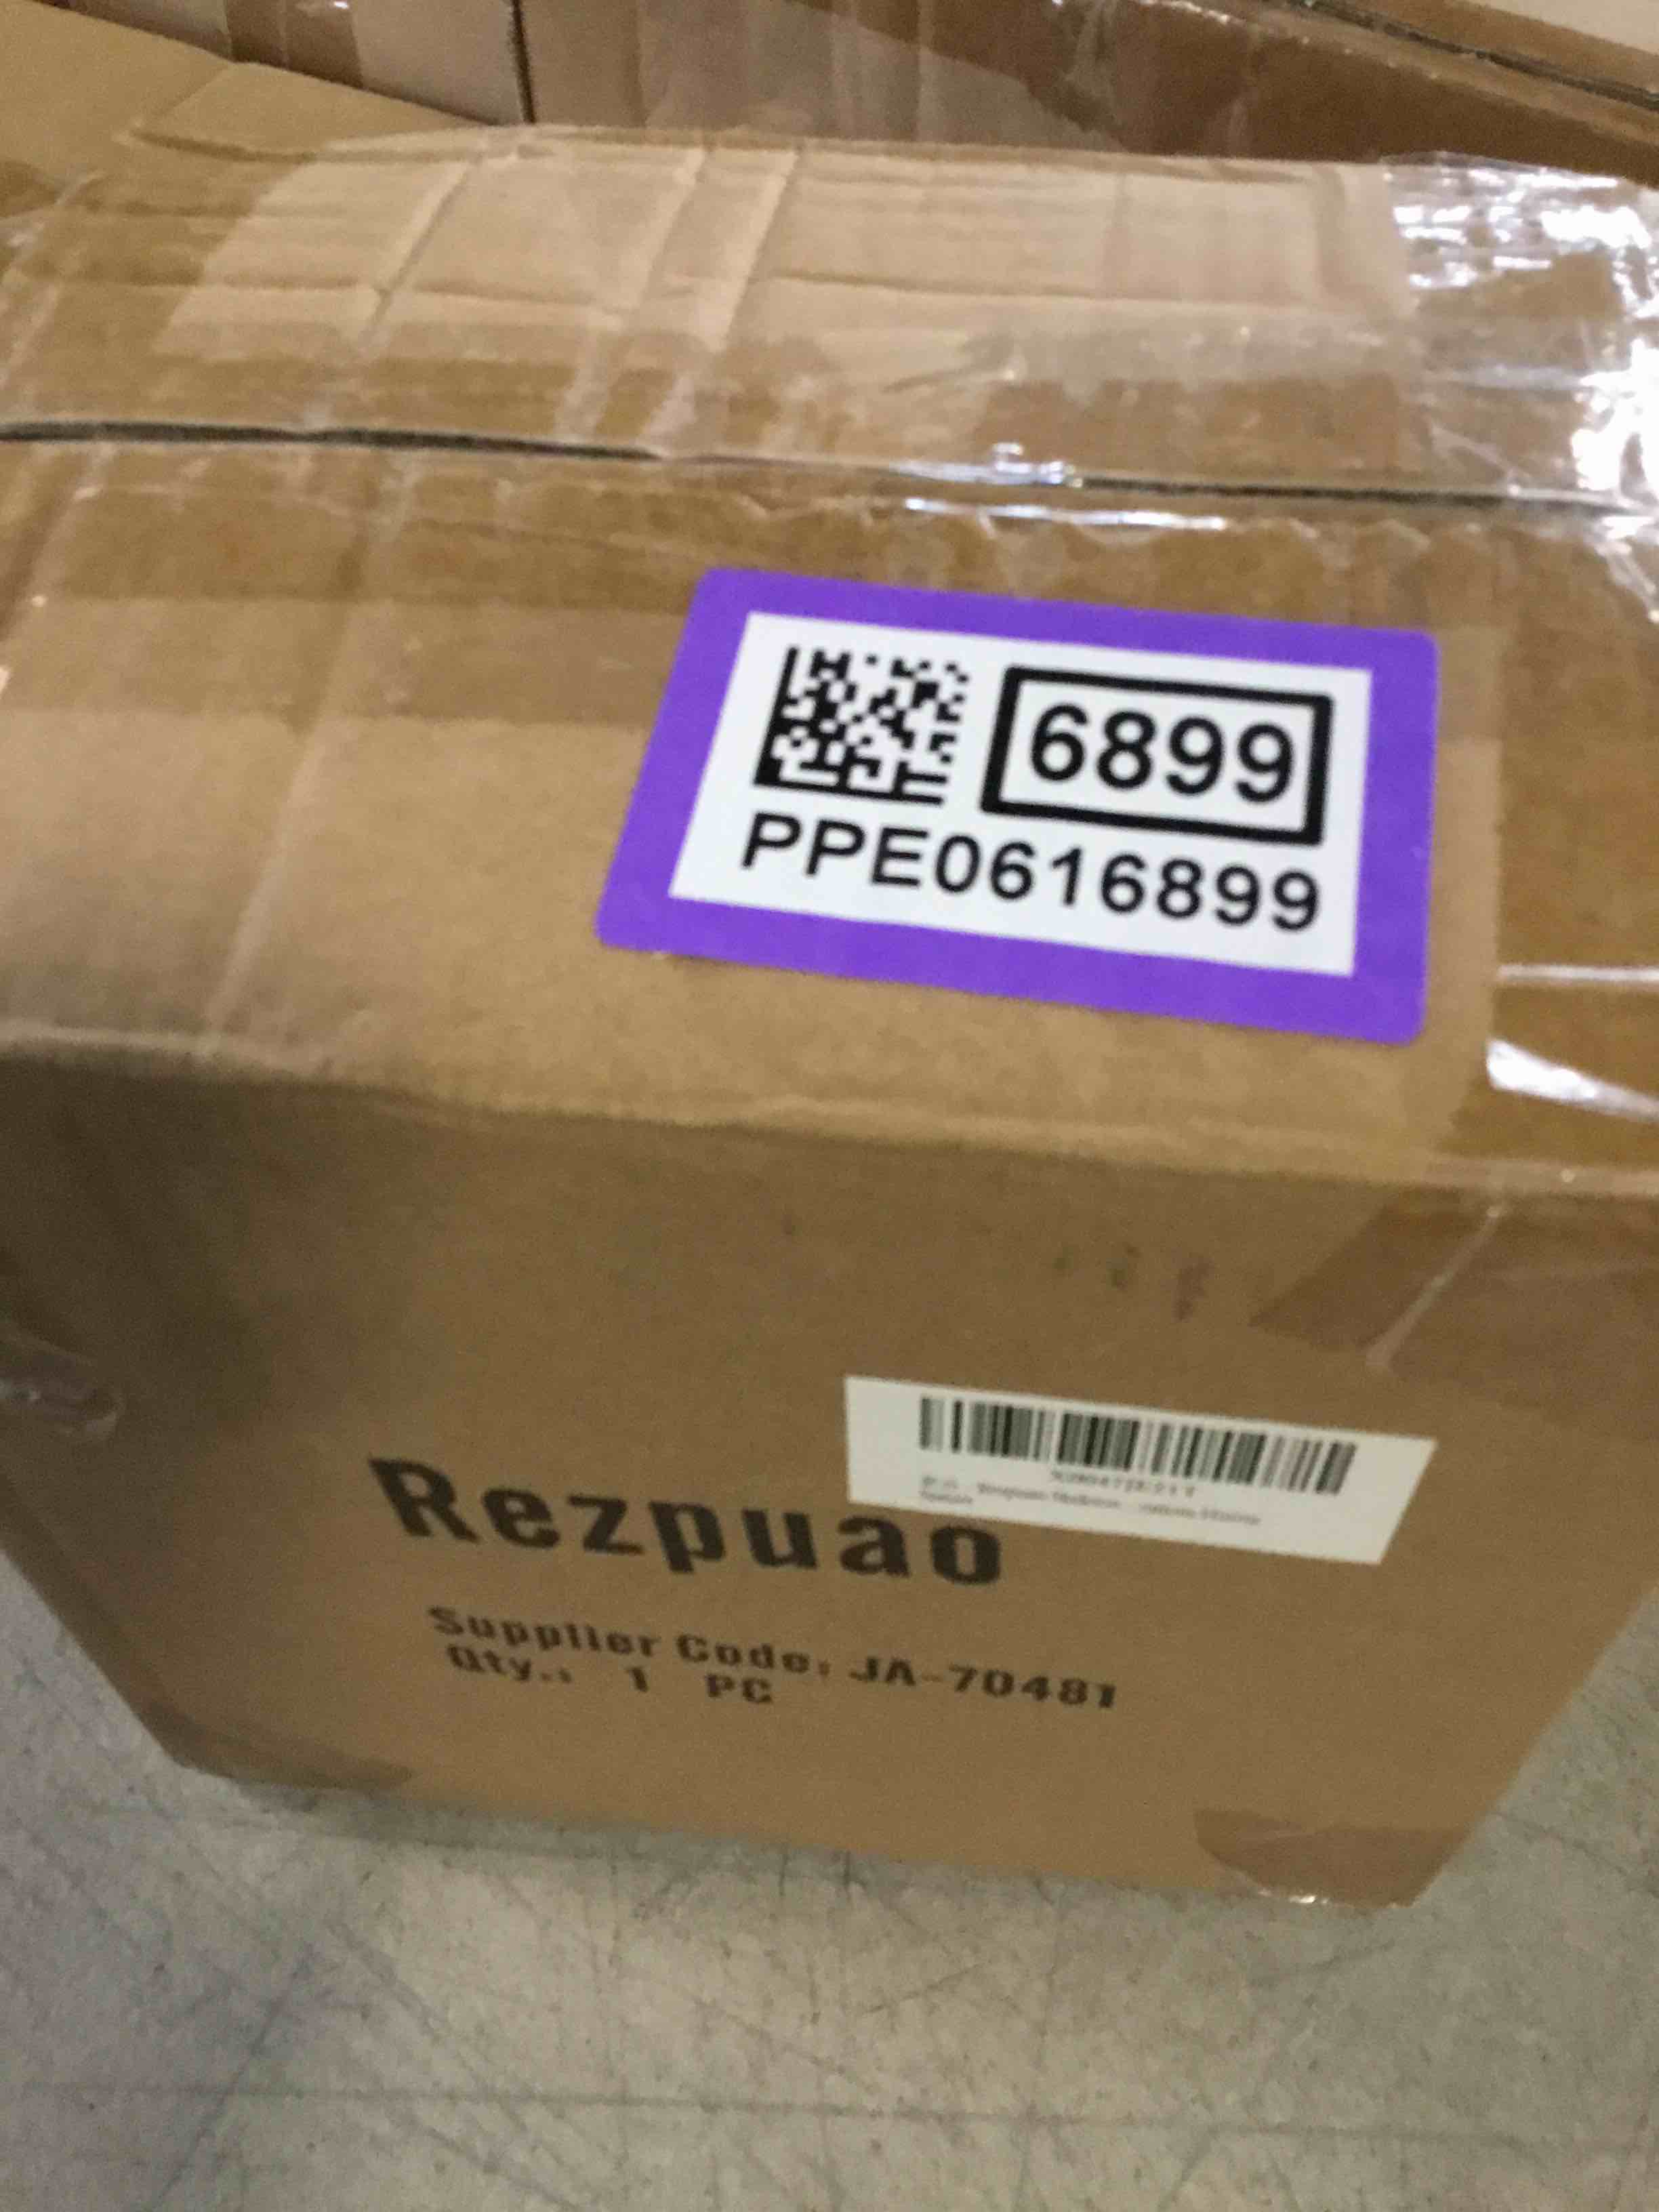 6899
PPE0616899
Rezpuao
Supplier Code: JA-70481
Qty.: 1 PC